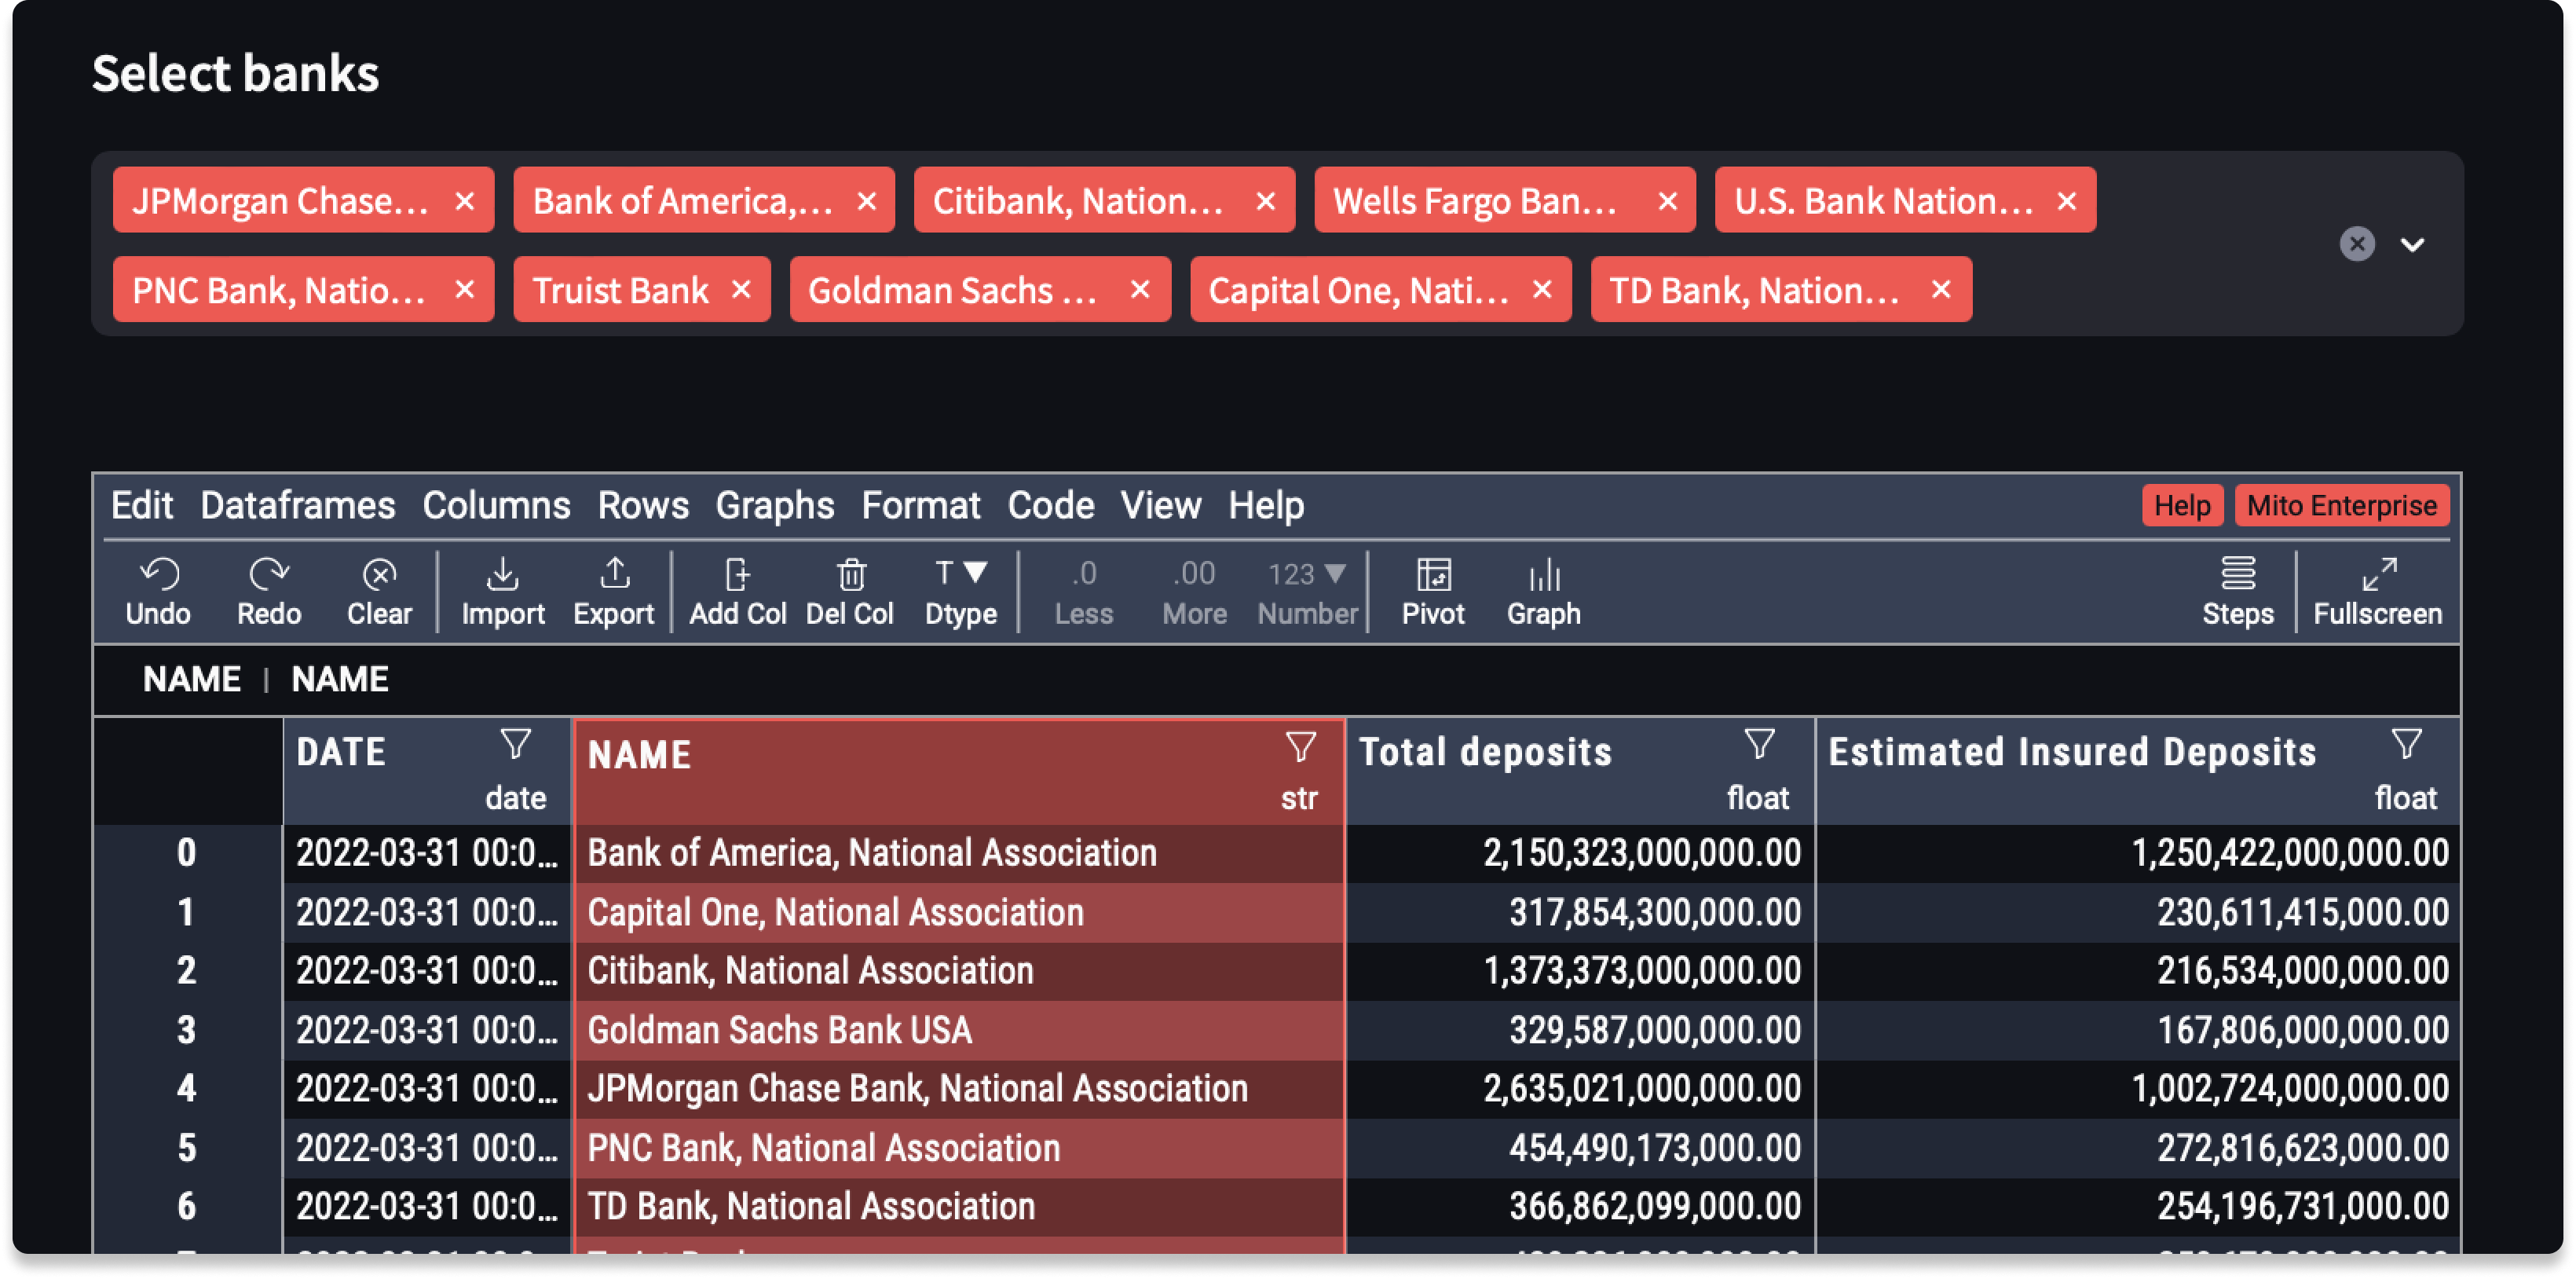 Select banks
JPMorgan Chase... × Bank of America,... × Citibank, Nation... × Wells Fargo Ban... × U.S. Bank Nation... ×
PNC Bank, Natio... × Truist Bank × Goldman Sachs ... × Capital One, Nati... × TD Bank, Nation... ×
Edit Dataframes Columns Rows Graphs Format Code View Help Help Mito Enterprise
T .0 .00 123
Undo Redo Clear Import Export Add Col Del Col Dtype Less More Number Pivot Graph Steps Fullscreen
NAME | NAME
DATE NAME Total deposits Estimated Insured Deposits
date str float float
0 2022-03-31 00:0... Bank of America, National Association 2,150,323,000,000.00 1,250,422,000,000.00
1 2022-03-31 00:0... Capital One, National Association 317,854,300,000.00 230,611,415,000.00
2 2022-03-31 00:0... Citibank, National Association 1,373,373,000,000.00 216,534,000,000.00
3 2022-03-31 00:0... Goldman Sachs Bank USA 329,587,000,000.00 167,806,000,000.00
4 2022-03-31 00:0... JPMorgan Chase Bank, National Association 2,635,021,000,000.00 1,002,724,000,000.00
5 2022-03-31 00:0... PNC Bank, National Association 454,490,173,000.00 272,816,623,000.00
6 2022-03-31 00:0... TD Bank, National Association 366,862,099,000.00 254,196,731,000.00